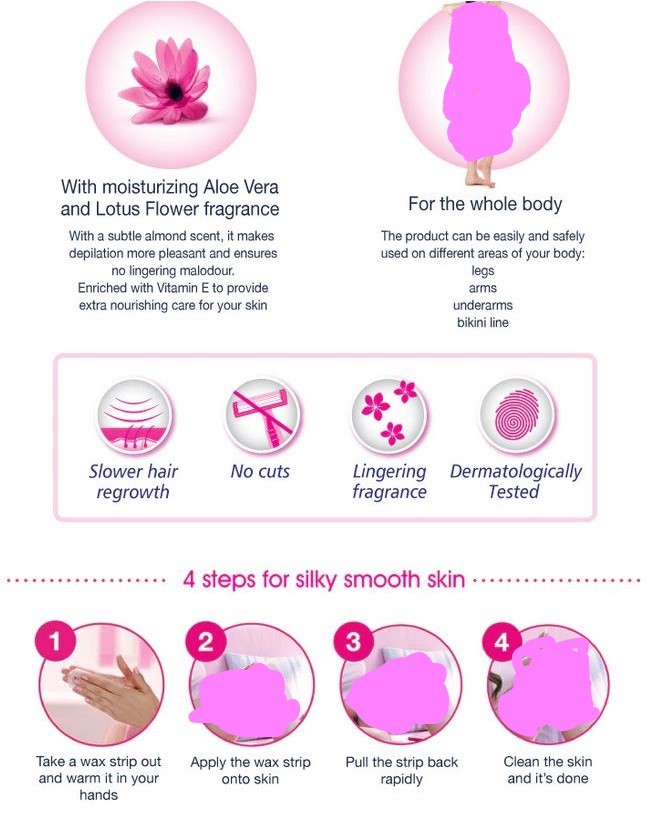 With moisturizing Aloe Vera
and Lotus Flower fragrance
With a subtle almond scent, it makes
depilation more pleasant and ensures
no lingering malodour.
Enriched with Vitamin E to provide
extra nourishing care for your skin
For the whole body
The product can be easily and safely
used on different areas of your body:
legs
arms
underarms
bikini line
Slower hair
regrowth
No cuts
Lingering
fragrance
Dermatologically
Tested
4 steps for silky smooth skin
1
Take a wax strip out
and warm it in your
hands
2
Apply the wax strip
onto skin
3
Pull the strip back
rapidly
4
Clean the skin
and it's done